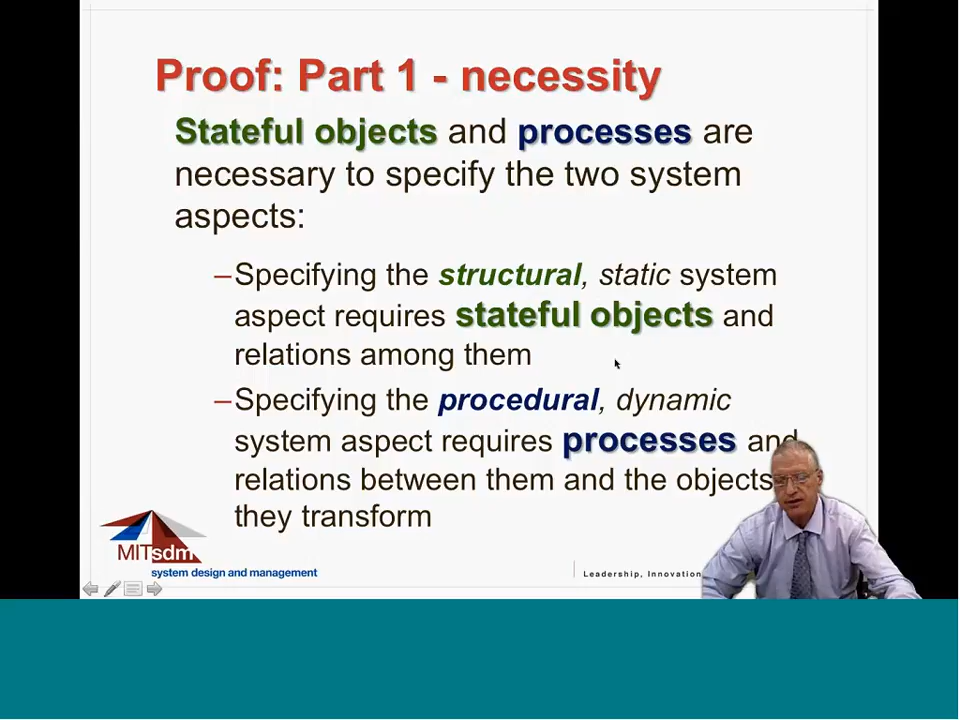 Proof: Part 1 - necessity
Stateful objects and processes are
necessary to specify the two system
aspects:
–Specifying the structural, static system
aspect requires stateful objects and
relations among them
–Specifying the procedural, dynamic
system aspect requires processes and
relations between them and the objects
they transform
MITsdm
system design and management
Leadership, Innovation